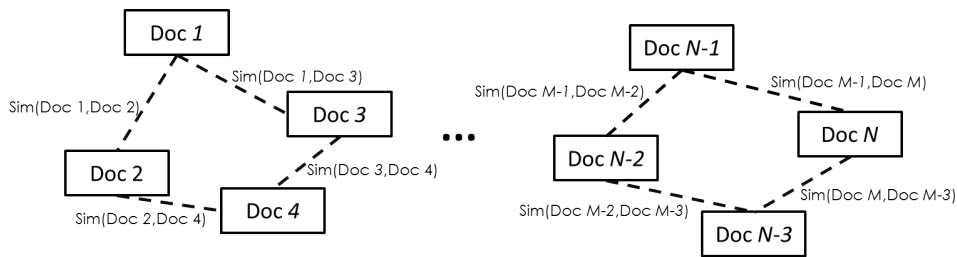 Doc 1
Sim(Doc 1,Doc 2)
Sim(Doc 1,Doc 3)
Doc 3
Doc 2
Sim(Doc 3,Doc 4)
Sim(Doc 2,Doc 4)
Doc 4
...
Doc N-1
Sim(Doc M-1,Doc M-2)
Sim(Doc M-1,Doc M)
Doc N
Doc N-2
Sim(Doc M,Doc M-3)
Sim(Doc M-2,Doc M-3)
Doc N-3